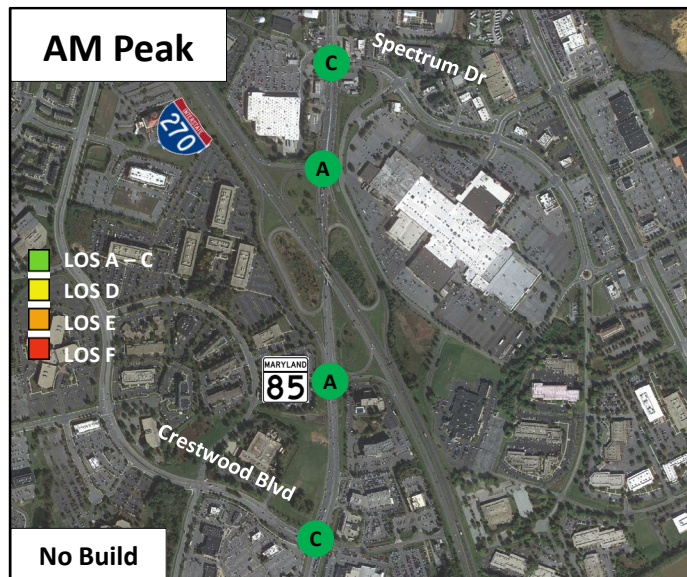 AM Peak
C
Spectrum Dr
INTERSTATE
270
A
LOS A – C
LOS D
LOS E
LOS F
MARYLAND
85
A
Crestwood Blvd
C
No Build